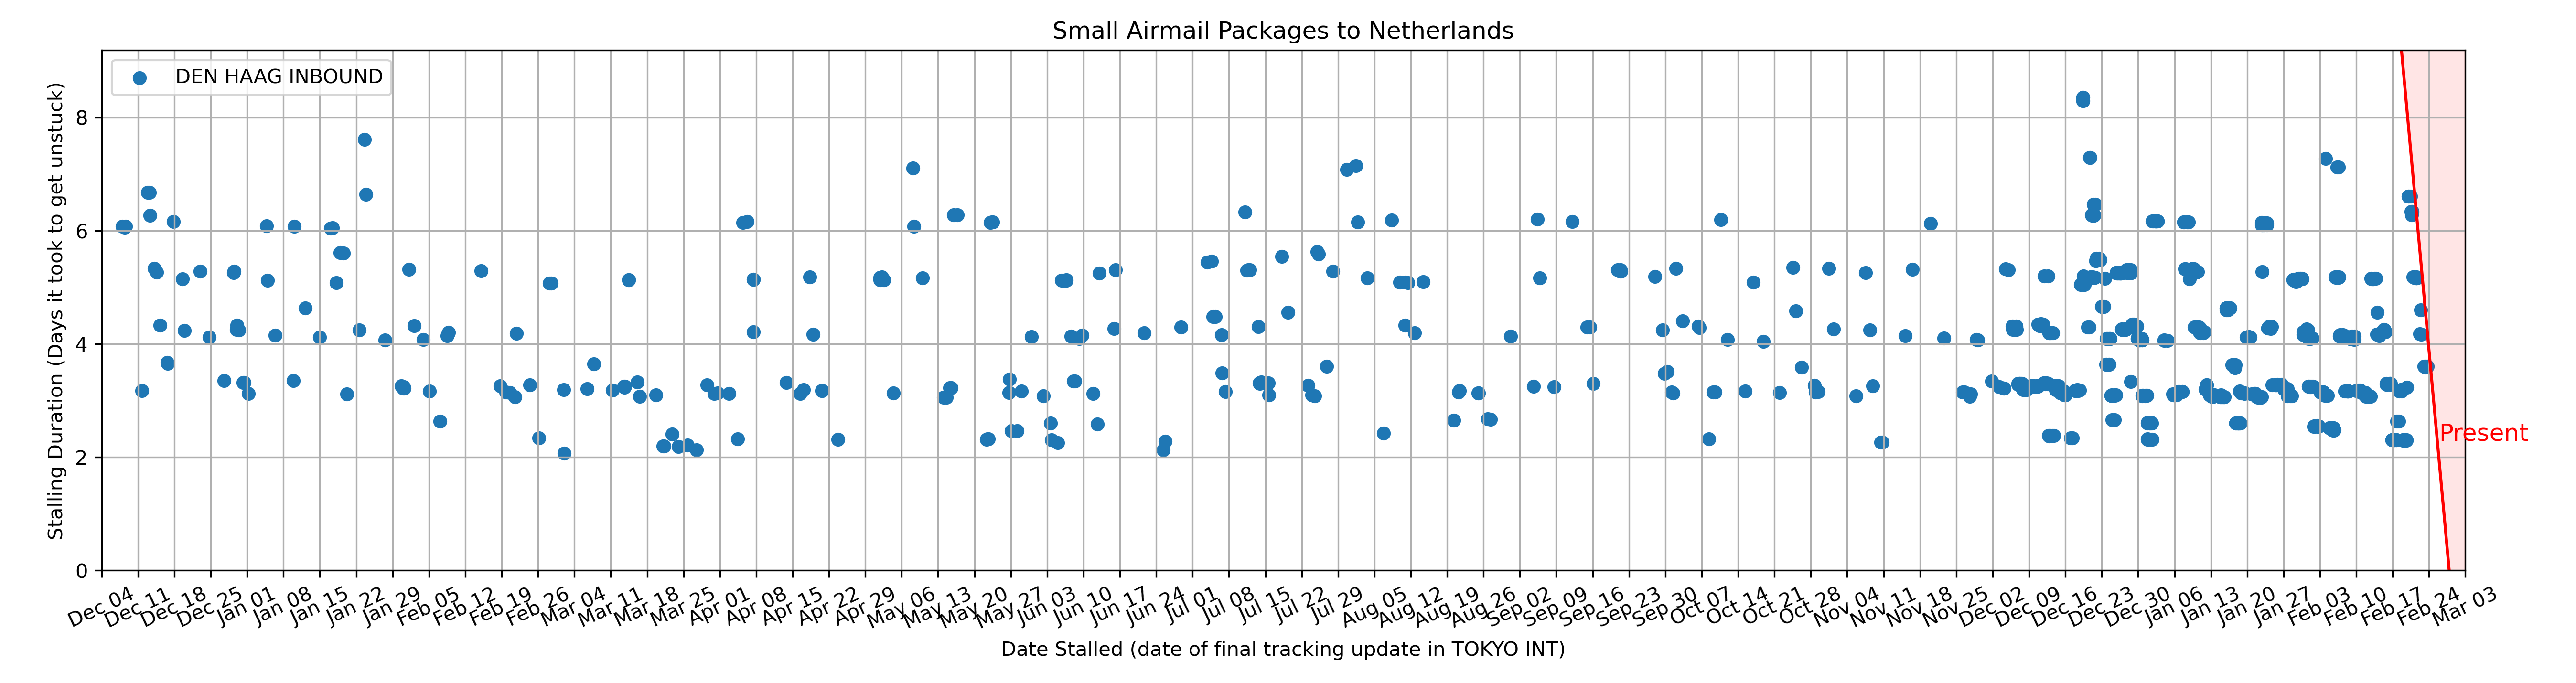 Small Airmail Packages to Netherlands
DEN HAAG INBOUND
Stalling Duration (Days it took to get unstuck)
8
6
4
2
0
Present
Dec 04 Dec 11 Dec 18 Dec 25 Jan 01 Jan 08 Jan 15 Jan 22 Jan 29 Feb 05 Feb 12 Feb 19 Feb 26 Mar 04 Mar 11 Mar 18 Mar 25 Apr 01 Apr 08 Apr 15 Apr 22 Apr 29 May 06 May 13 May 20 May 27 Jun 03 Jun 10 Jun 17 Jun 24 Jul 01 Jul 08 Jul 15 Jul 22 Jul 29 Aug 05 Aug 12 Aug 19 Aug 26 Sep 02 Sep 09 Sep 16 Sep 23 Sep 30 Oct 07 Oct 14 Oct 21 Oct 28 Nov 04 Nov 11 Nov 18 Nov 25 Dec 02 Dec 09 Dec 16 Dec 23 Dec 30 Jan 06 Jan 13 Jan 20 Jan 27 Feb 03 Feb 10 Feb 17 Feb 24 Mar 03
Date Stalled (date of final tracking update in TOKYO INT)